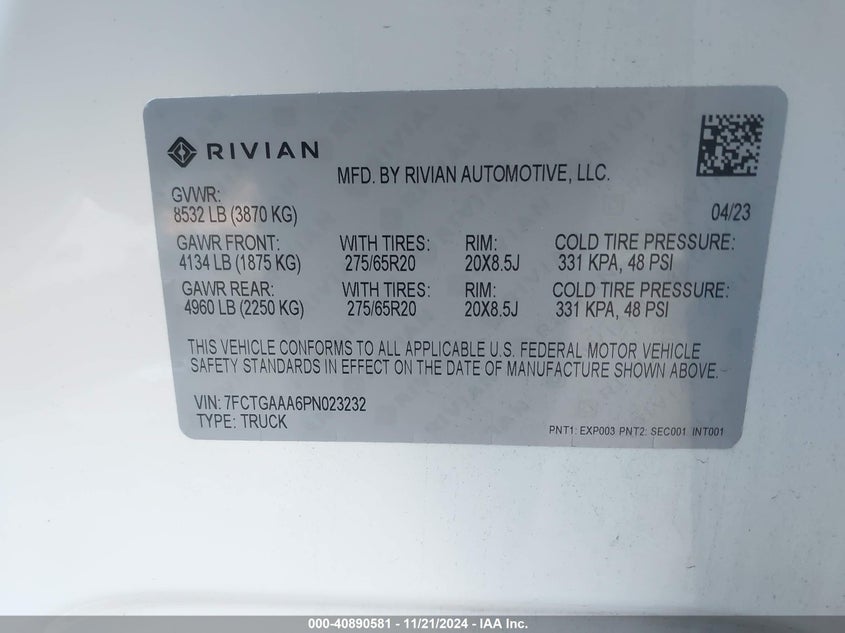 RIVIAN
MFD. BY RIVIAN AUTOMOTIVE, LLC.
GVWR:
8532 LB (3870 KG)
04/23
GAWR FRONT: WITH TIRES: RIM: COLD TIRE PRESSURE:
4134 LB (1875 KG) 275/65R20 20X8.5J 331 KPA, 48 PSI
GAWR REAR: WITH TIRES: RIM: COLD TIRE PRESSURE:
4960 LB (2250 KG) 275/65R20 20X8.5J 331 KPA, 48 PSI
THIS VEHICLE CONFORMS TO ALL APPLICABLE U.S. FEDERAL MOTOR VEHICLE
SAFETY STANDARDS IN EFFECT ON THE DATE OF MANUFACTURE SHOWN ABOVE.
VIN: 7FCTGAAA6PN023232
TYPE: TRUCK
PNT1: EXP003 PNT2: SEC001 INT001
000-40890581 - 11/21/2024 - IAA Inc.